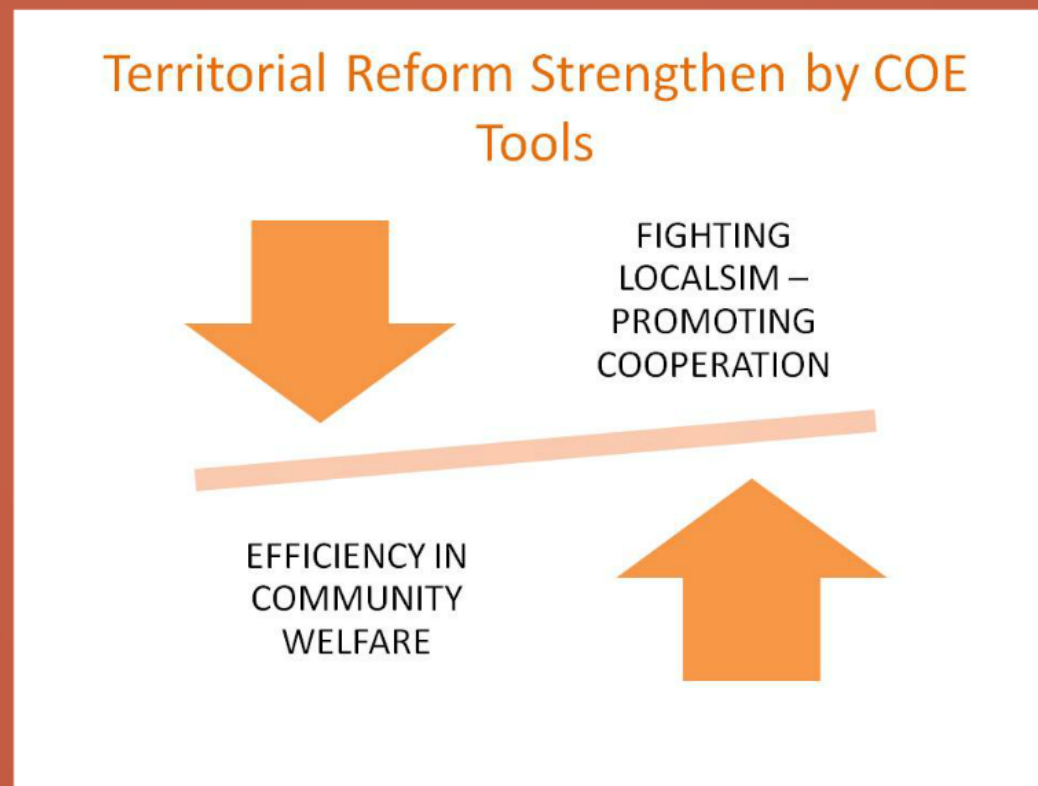 Territorial Reform Strengthen by COE
Tools
FIGHTING
LOCALSIM –
PROMOTING
COOPERATION
EFFICIENCY IN
COMMUNITY
WELFARE